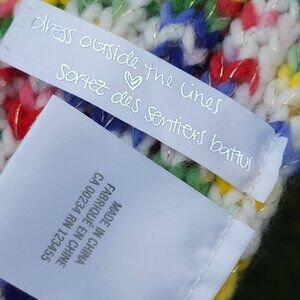 dress outside the lines
sortez des sentiers battus
MADE IN CHINA
FABRIQUÉ EN CHINE
CA 00234 RN 123455